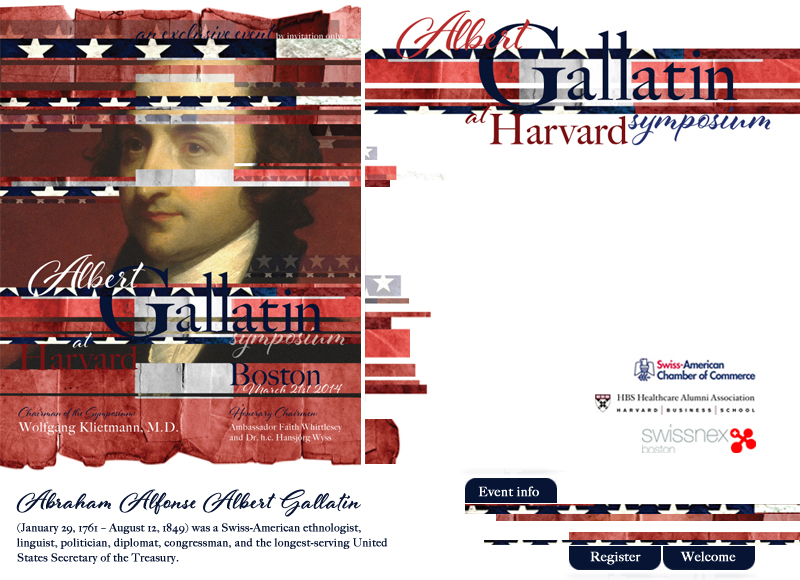 an exclusive event by invitation only
Albert
Gallatin
symposium
at
Harvard
Boston
March 21st 2014
Chairman of the Symposium
Wolfgang Klietmann, M.D.
Honorary Chairmen
Ambassador Faith Whittlesey
and Dr. h.c. Hansjörg Wyss
Abraham Alfonse Albert Gallatin
(January 29, 1761 – August 12, 1849) was a Swiss-American ethnologist,
linguist, politician, diplomat, congressman, and the longest-serving United
States Secretary of the Treasury.
Albert
Gallatin
at Harvard symposium
Swiss-American
Chamber of Commerce
HBS Healthcare Alumni Association
HARVARD | BUSINESS | SCHOOL
swissnex
boston
Event info
Register
Welcome